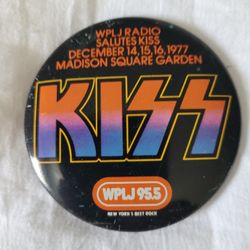 WPLJ RADIO
SALUTES KISS
DECEMBER 14,15,16,1977
MADISON SQUARE GARDEN
KISS
WPLJ 95.5
NEW YORK'S BEST ROCK